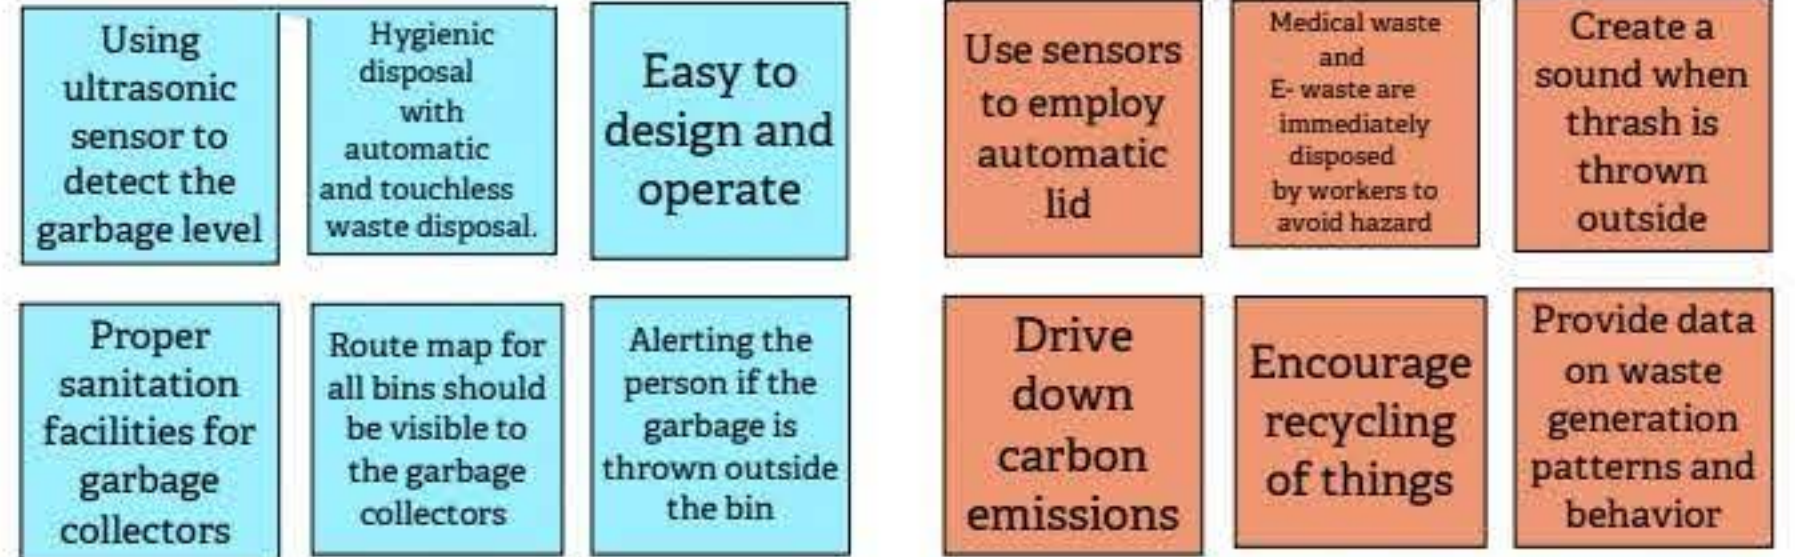 Using
ultrasonic
sensor to
detect the
garbage level
Hygienic
disposal
with
automatic
and touchless
waste disposal.
Easy to
design and
operate
Use sensors
to employ
automatic
lid
Medical waste
and
E- waste are
immediately
disposed
by workers to
avoid hazard
Create a
sound when
thrash is
thrown
outside
Proper
sanitation
facilities for
garbage
collectors
Route map for
all bins should
be visible to
the garbage
collectors
Alerting the
person if the
garbage is
thrown outside
the bin
Drive
down
carbon
emissions
Encourage
recycling
of things
Provide data
on waste
generation
patterns and
behavior